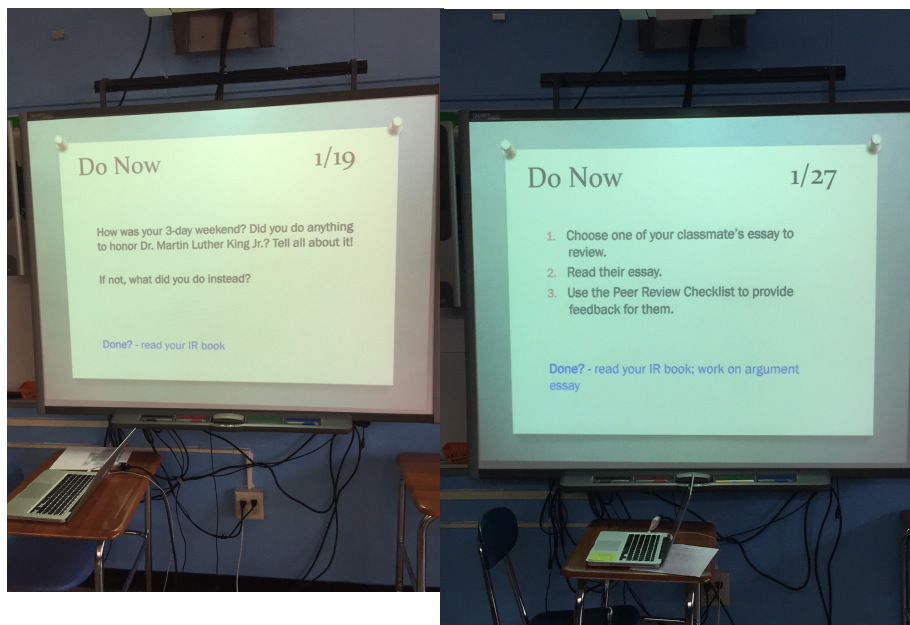 Do Now 1/19
How was your 3-day weekend? Did you do anything
to honor Dr. Martin Luther King Jr.? Tell all about it!
If not, what did you do instead?
Done? - read your IR book
Do Now 1/27
1. Choose one of your classmate's essay to
review.
2. Read their essay.
3. Use the Peer Review Checklist to provide
feedback for them.
Done? - read your IR book; work on argument
essay